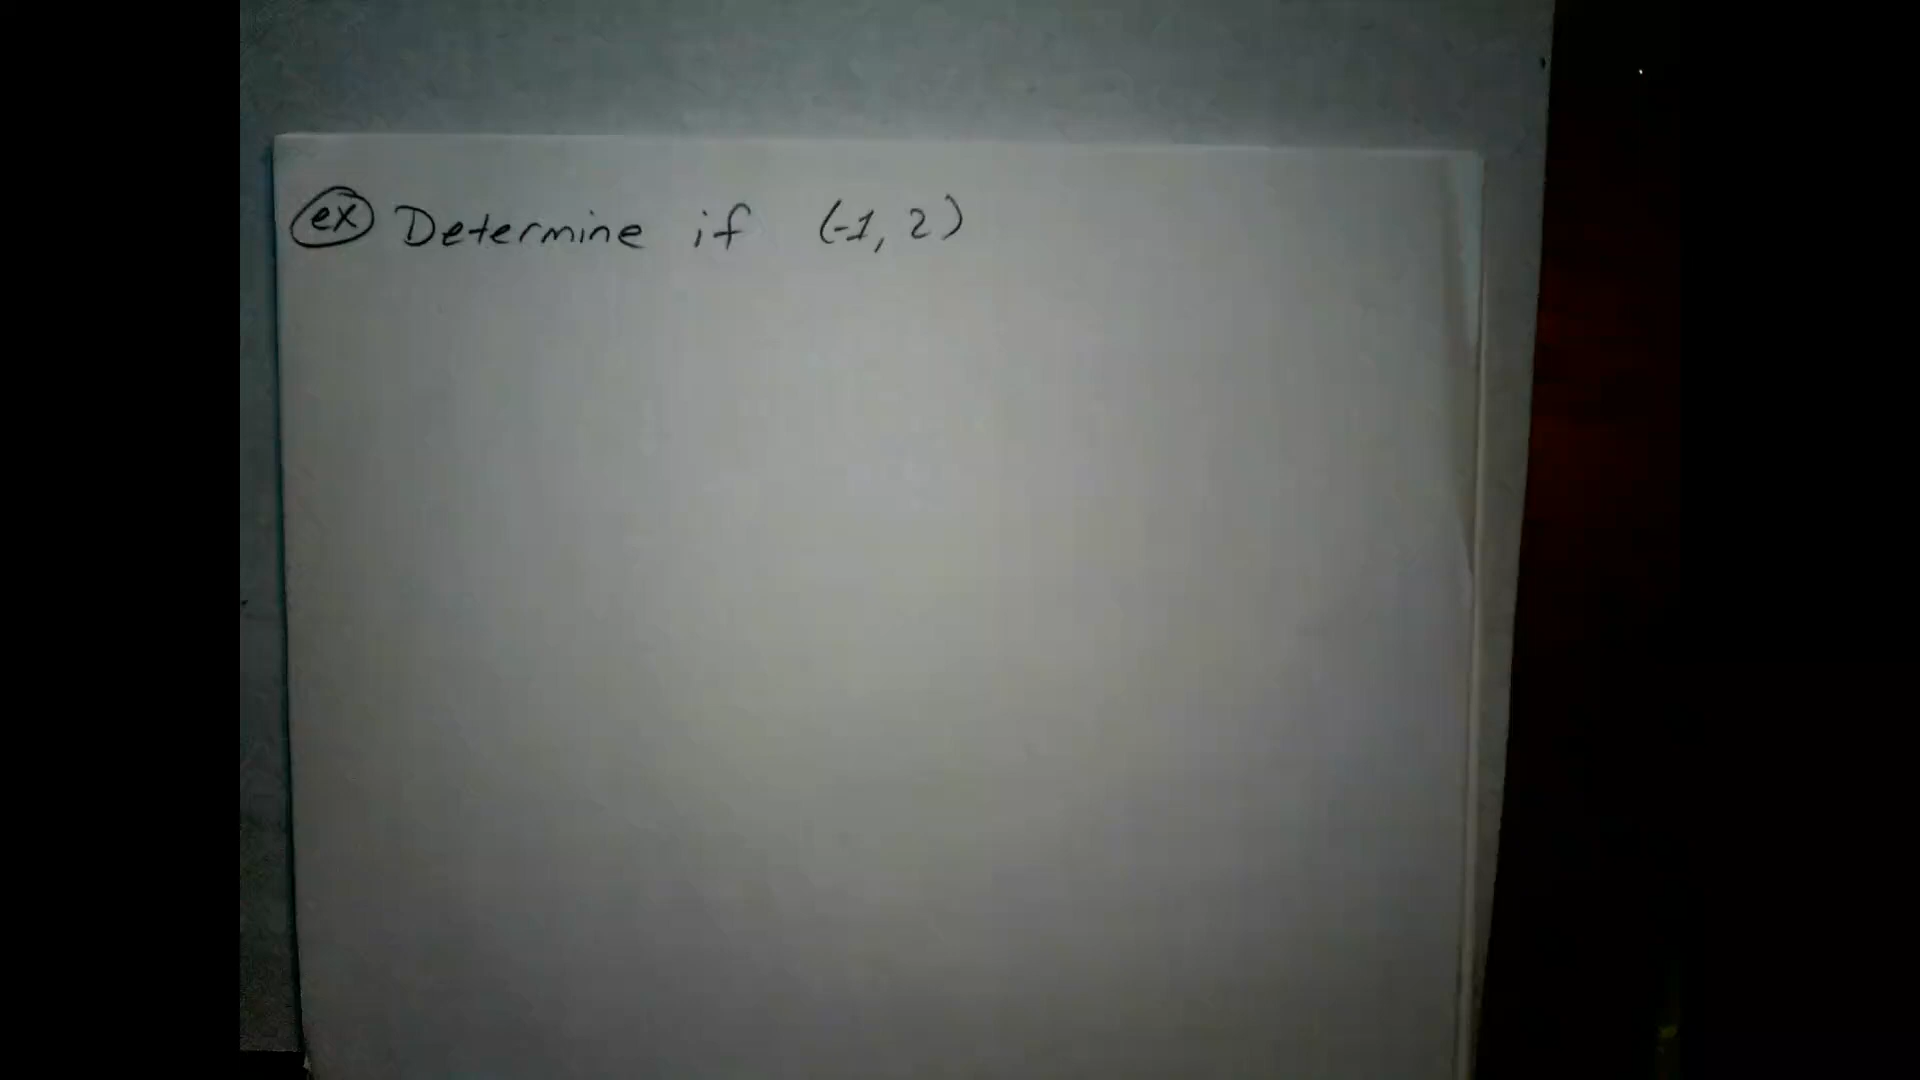 ex Determine if (-1, 2)